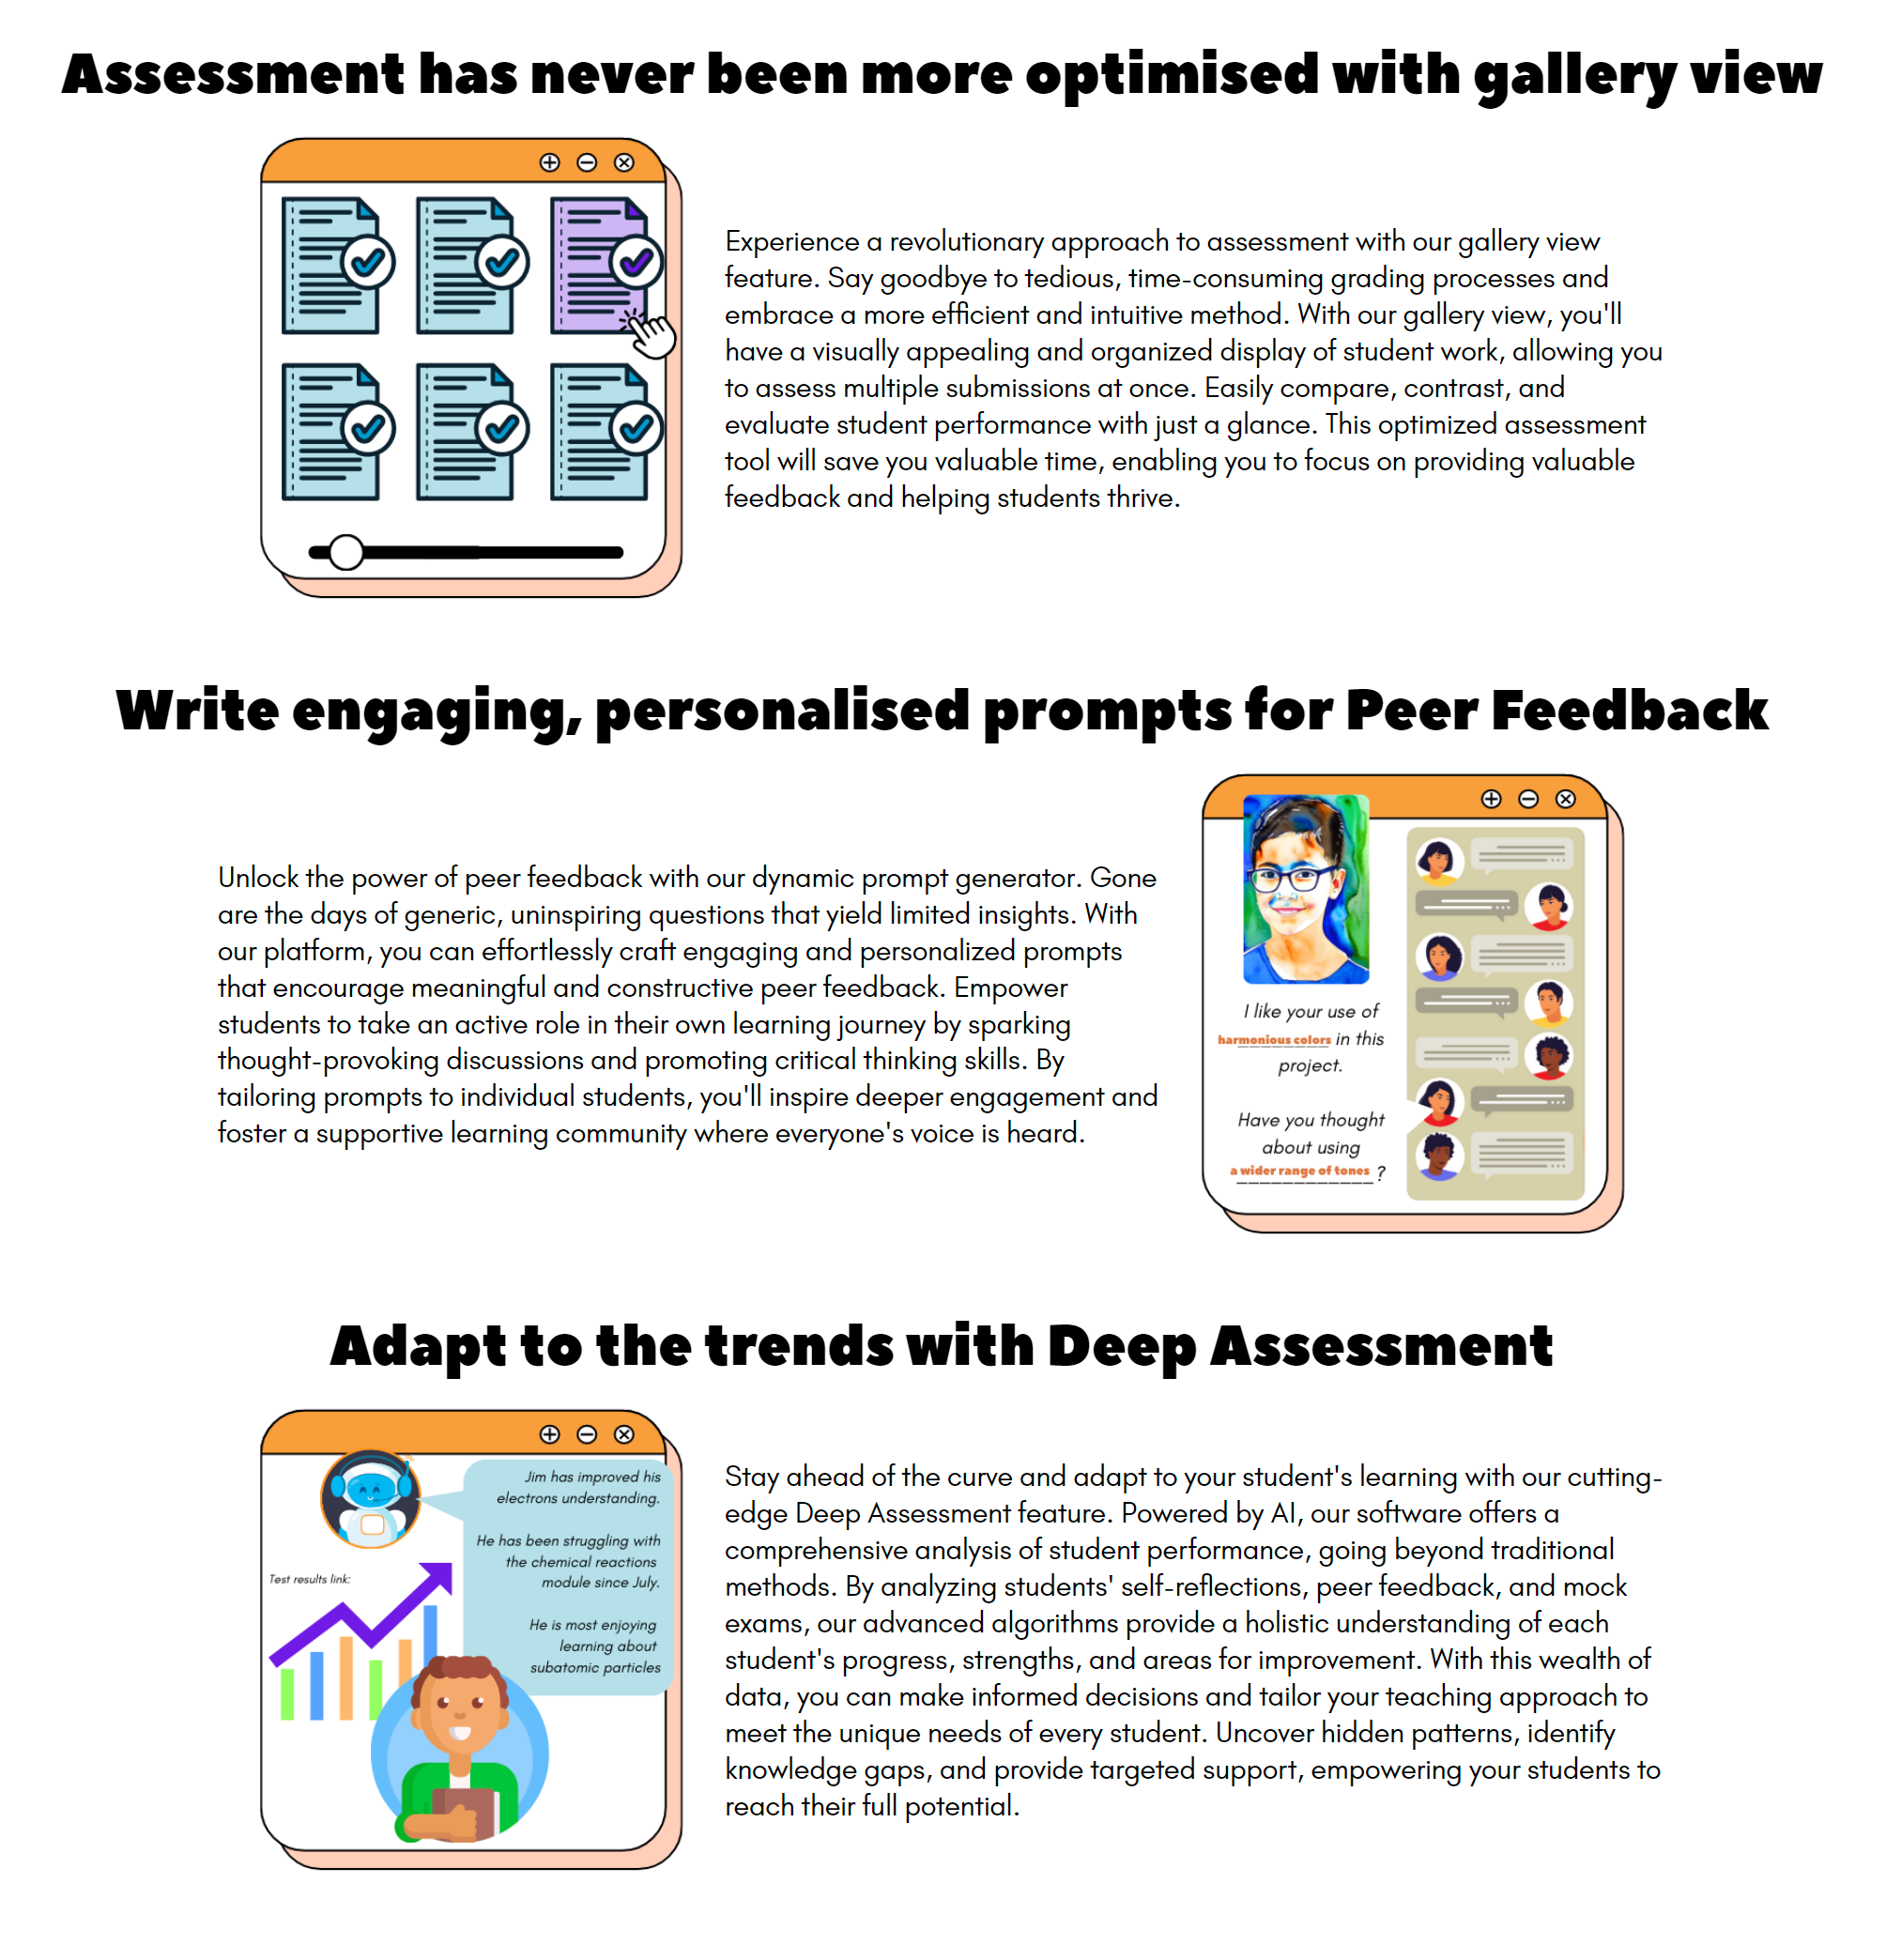 Assessment has never been more optimised with gallery view
Experience a revolutionary approach to assessment with our gallery view
feature. Say goodbye to tedious, time-consuming grading processes and
embrace a more efficient and intuitive method. With our gallery view, you'll
have a visually appealing and organized display of student work, allowing you
to assess multiple submissions at once. Easily compare, contrast, and
evaluate student performance with just a glance. This optimized assessment
tool will save you valuable time, enabling you to focus on providing valuable
feedback and helping students thrive.
Write engaging, personalised prompts for Peer Feedback
Unlock the power of peer feedback with our dynamic prompt generator. Gone
are the days of generic, uninspiring questions that yield limited insights. With
our platform, you can effortlessly craft engaging and personalized prompts
that encourage meaningful and constructive peer feedback. Empower
students to take an active role in their own learning journey by sparking
thought-provoking discussions and promoting critical thinking skills. By
tailoring prompts to individual students, you'll inspire deeper engagement and
foster a supportive learning community where everyone's voice is heard.
I like your use of
harmonious colors in this
project.
Have you thought
about using
a wider range of tones ?
Adapt to the trends with Deep Assessment
Jim has improved his
electrons understanding.
He has been struggling with
the chemical reactions
module since July.
He is most enjoying
learning about
subatomic particles
Test results link:
Stay ahead of the curve and adapt to your student's learning with our cutting-
edge Deep Assessment feature. Powered by AI, our software offers a
comprehensive analysis of student performance, going beyond traditional
methods. By analyzing students' self-reflections, peer feedback, and mock
exams, our advanced algorithms provide a holistic understanding of each
student's progress, strengths, and areas for improvement. With this wealth of
data, you can make informed decisions and tailor your teaching approach to
meet the unique needs of every student. Uncover hidden patterns, identify
knowledge gaps, and provide targeted support, empowering your students to
reach their full potential.